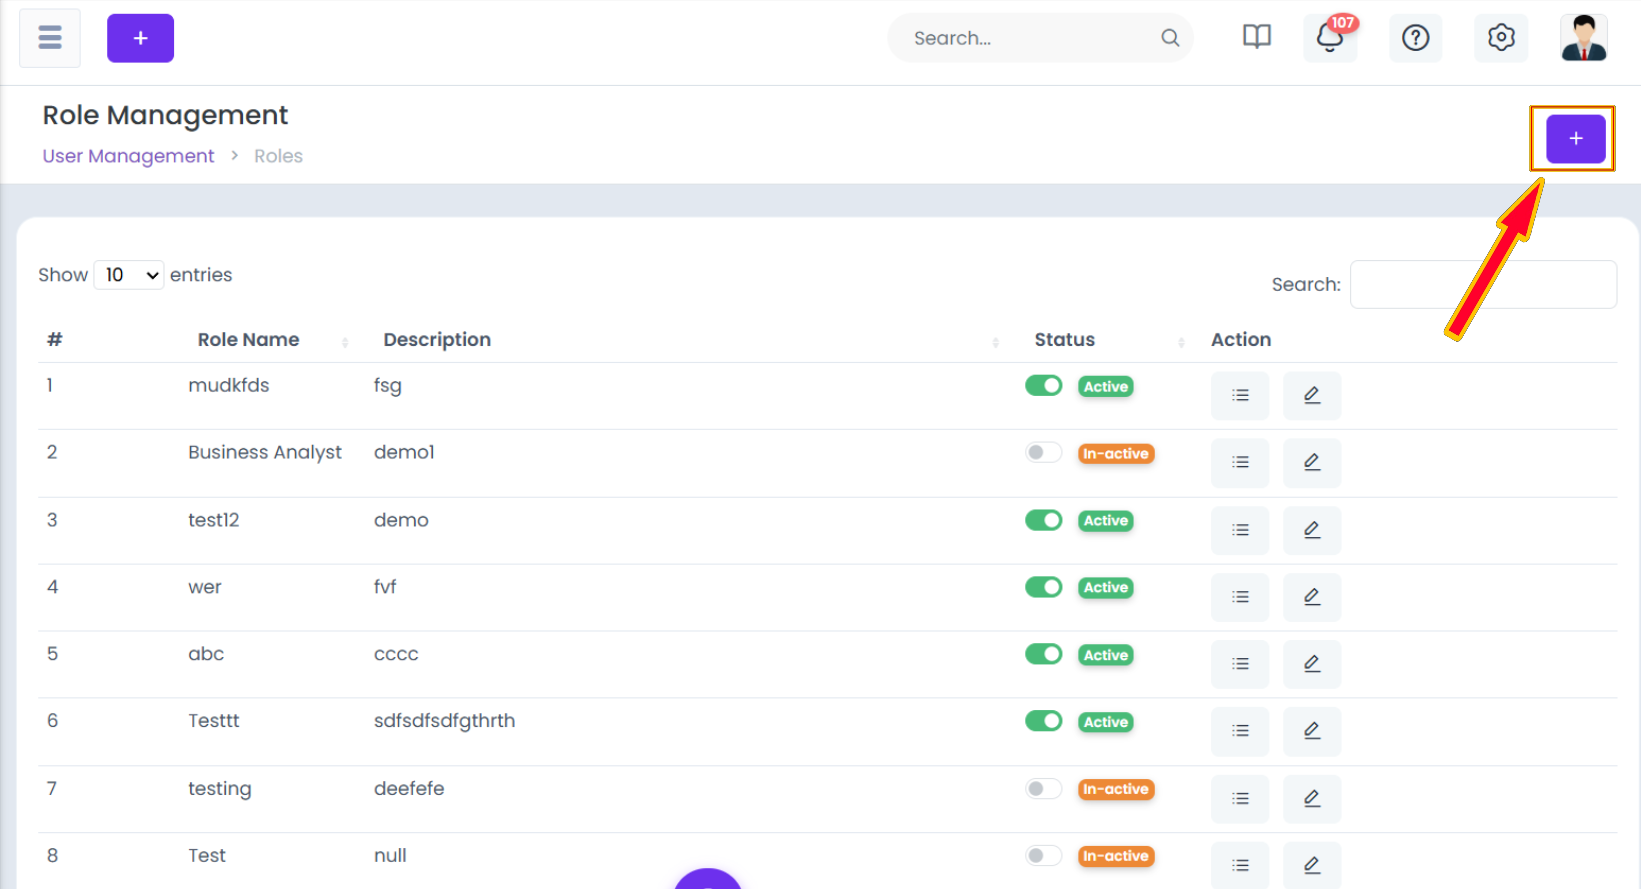 +
Search...
107
Role Management
+
User Management > Roles
Show 10 entries
Search:
# Role Name Description Status Action
1 mudkfds fsg Active
2 Business Analyst demo1 In-active
3 test12 demo Active
4 wer fvf Active
5 abc cccc Active
6 Testtt sdfsdfsdfgthrth Active
7 testing deefefe In-active
8 Test null In-active